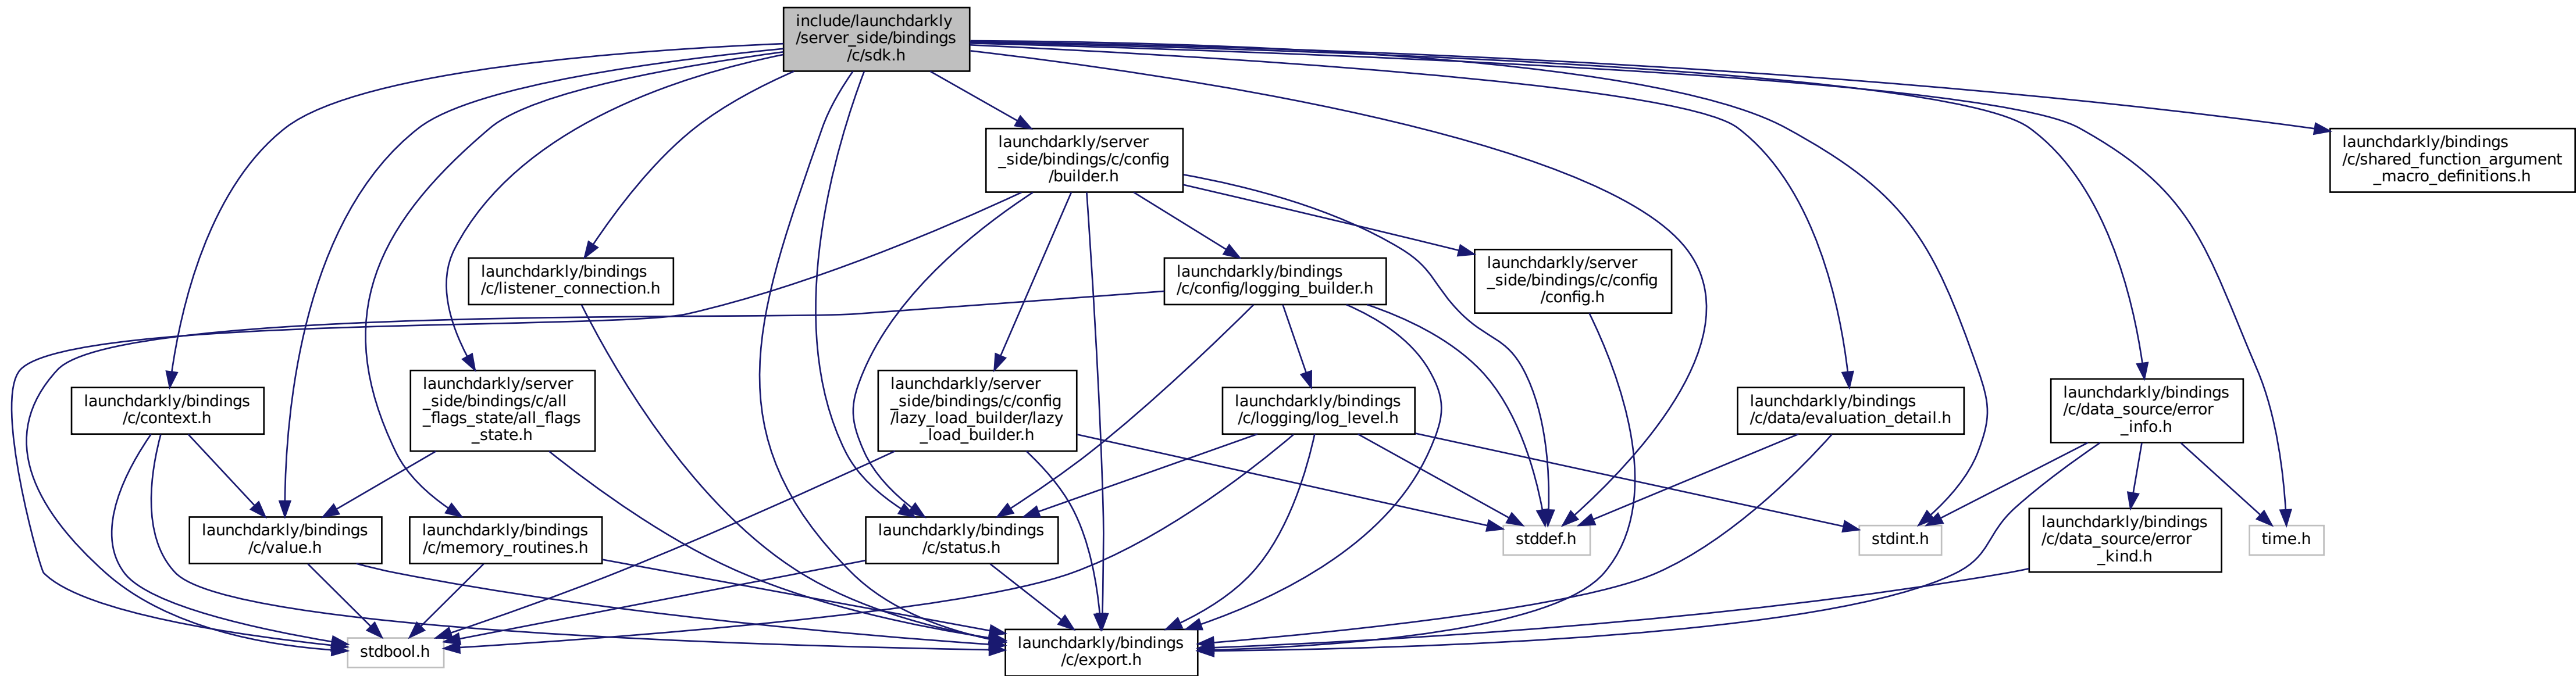 include/launchdarkly
/server_side/bindings
/c/sdk.h
launchdarkly/server
_side/bindings/c/config
/builder.h
launchdarkly/bindings
/c/shared_function_argument
_macro_definitions.h
launchdarkly/bindings
/c/listener_connection.h
launchdarkly/bindings
/c/config/logging_builder.h
launchdarkly/server
_side/bindings/c/config
/config.h
launchdarkly/bindings
/c/context.h
launchdarkly/server
_side/bindings/c/all
_flags_state/all_flags
_state.h
launchdarkly/server
_side/bindings/c/config
/lazy_load_builder/lazy
_load_builder.h
launchdarkly/bindings
/c/logging/log_level.h
launchdarkly/bindings
/c/data/evaluation_detail.h
launchdarkly/bindings
/c/data_source/error
_info.h
launchdarkly/bindings
/c/value.h
launchdarkly/bindings
/c/memory_routines.h
launchdarkly/bindings
/c/status.h
stddef.h
stdint.h
launchdarkly/bindings
/c/data_source/error
_kind.h
time.h
stdbool.h
launchdarkly/bindings
/c/export.h